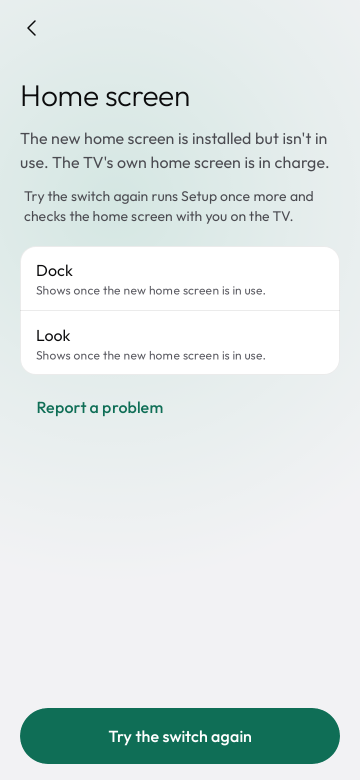 Home screen
The new home screen is installed but isn't in
use. The TV's own home screen is in charge.
Try the switch again runs Setup once more and
checks the home screen with you on the TV.
Dock
Shows once the new home screen is in use.
Look
Shows once the new home screen is in use.
Report a problem
Try the switch again